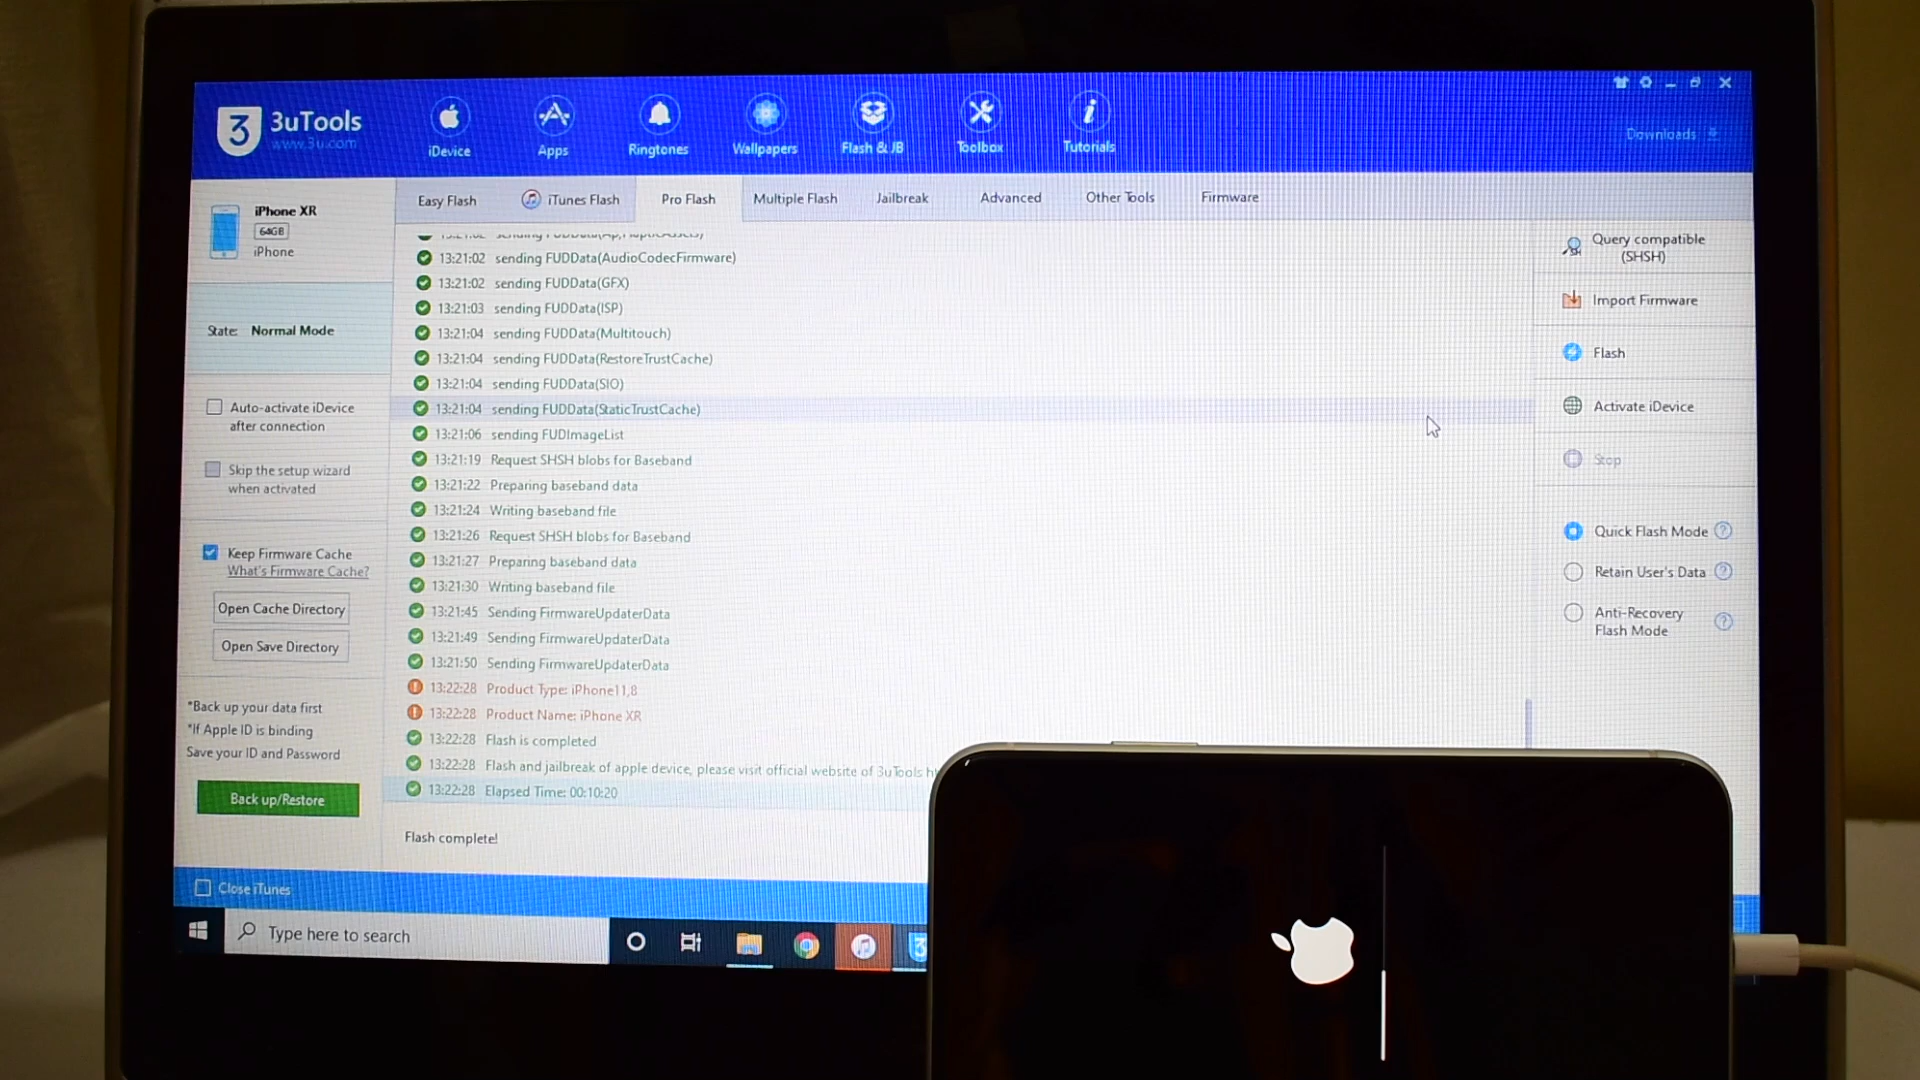 3 3uTools
www.3u.com
iDevice
Apps
Ringtones
Wallpapers
Flash & JB
Toolbox
i
Tutorials
Downloads
iPhone XR
64GB
iPhone
State: Normal Mode
Auto-activate iDevice
after connection
Skip the setup wizard
when activated
Keep Firmware Cache
What's Firmware Cache?
Open Cache Directory
Open Save Directory
*Back up your data first
*If Apple ID is binding
Save your ID and Password
Back up/Restore
Close iTunes
Easy Flash
iTunes Flash
Pro Flash
Multiple Flash
Jailbreak
Advanced
Other Tools
Firmware
13:21:02 sending FUDData(AudioCodecFirmware)
13:21:02 sending FUDData(GFX)
13:21:03 sending FUDData(ISP)
13:21:04 sending FUDData(Multitouch)
13:21:04 sending FUDData(RestoreTrustCache)
13:21:04 sending FUDData(SIO)
13:21:04 sending FUDData(StaticTrustCache)
13:21:06 sending FUDImageList
13:21:19 Request SHSH blobs for Baseband
13:21:22 Preparing baseband data
13:21:24 Writing baseband file
13:21:26 Request SHSH blobs for Baseband
13:21:27 Preparing baseband data
13:21:30 Writing baseband file
13:21:45 Sending FirmwareUpdaterData
13:21:49 Sending FirmwareUpdaterData
13:21:50 Sending FirmwareUpdaterData
13:22:28 Product Type: iPhone11,8
13:22:28 Product Name: iPhone XR
13:22:28 Flash is completed
13:22:28 Flash and jailbreak of apple device, please visit official website of 3uTools
13:22:28 Elapsed Time: 00:10:20
Flash complete!
Query compatible
(SHSH)
Import Firmware
Flash
Activate iDevice
Stop
Quick Flash Mode ?
Retain User's Data ?
Anti-Recovery
Flash Mode ?
Type here to search